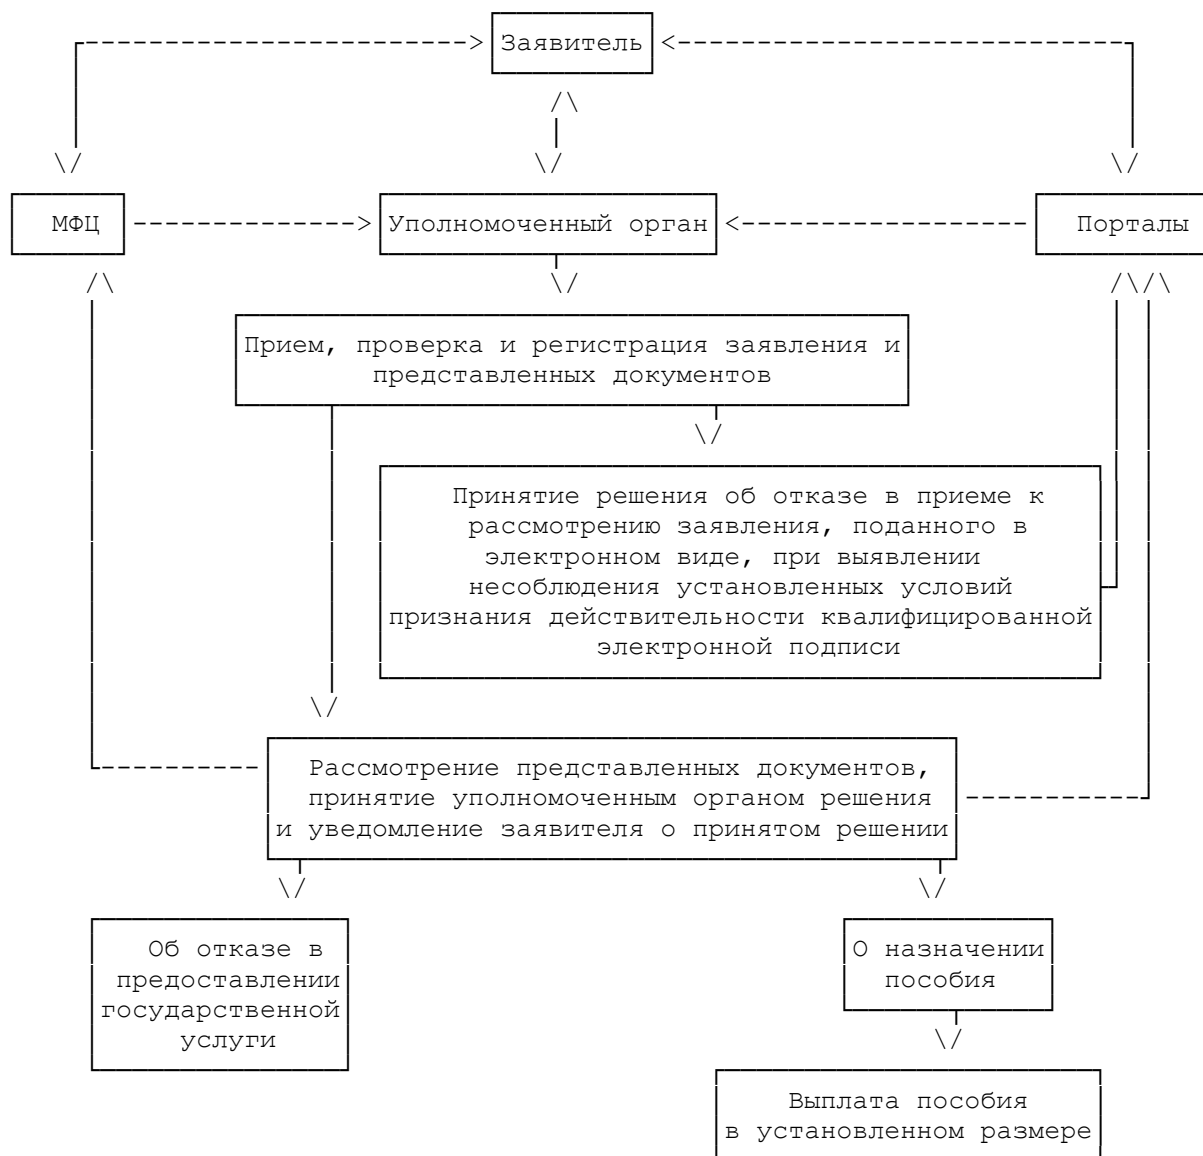 Заявитель
МФЦ
Уполномоченный орган
Порталы
Прием, проверка и регистрация заявления и
представленных документов
Принятие решения об отказе в приеме к
рассмотрению заявления, поданного в
электронном виде, при выявлении
несоблюдения установленных условий
признания действительности квалифицированной
электронной подписи
Рассмотрение представленных документов,
принятие уполномоченным органом решения
и уведомление заявителя о принятом решении
Об отказе в
предоставлении
государственной
услуги
О назначении
пособия
Выплата пособия
в установленном размере